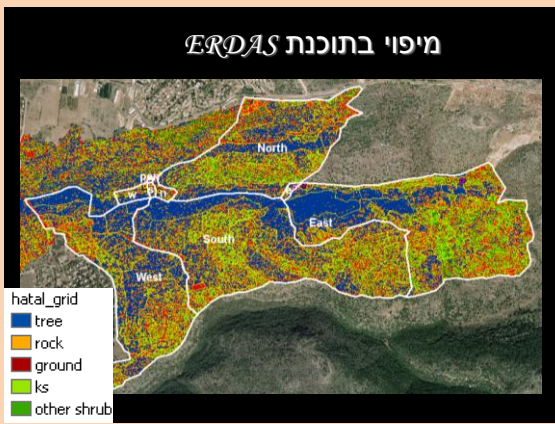 מיפוי בתוכנת ERDAS
North
East
South
West
w
n
hatal_grid
tree
rock
ground
ks
other shrub